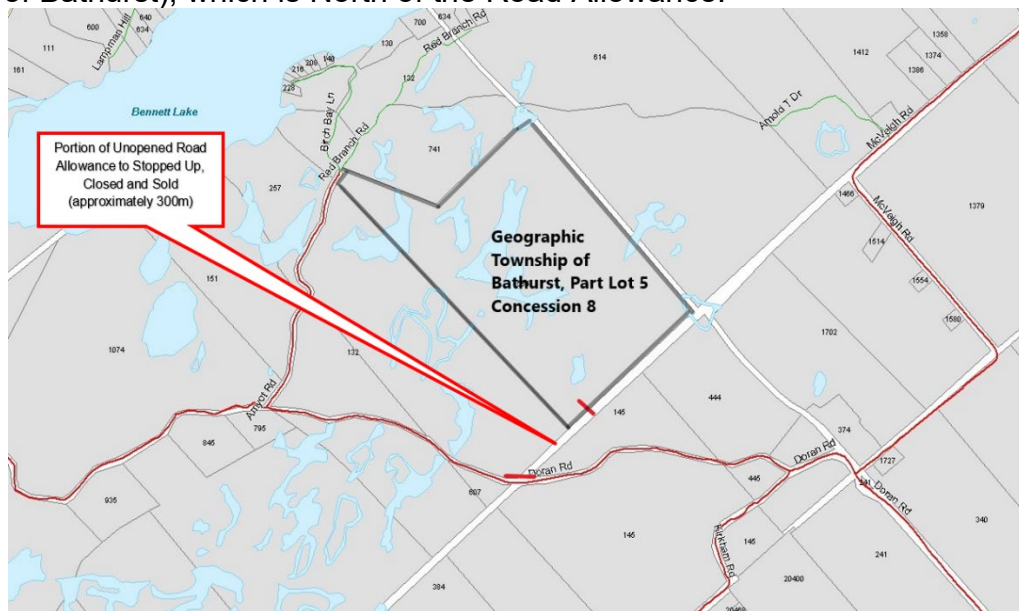 of Bathurst), which is North of the Road Allowance.
Lampman Hill
640
600
634
111
161
700
634
130
Red Branch Rd
614
1412
1358
1374
1386
216
208
140
228
132
Bennett Lake
Birch Bay Ln
Arnold T Dr
McVeigh Rd
Portion of Unopened Road
Allowance to Stopped Up,
Closed and Sold
(approximately 300m)
Red Branch Rd
741
257
1466
1379
McVeigh Rd
1514
Geographic
Township of
Bathurst, Part Lot 5
Concession 8
151
1554
1580
1074
132
1702
Amyot Rd
145
444
795
845
374
Doran Rd
Doran Rd
1727
935
607
445
241
Doran Rd
340
Kirkham Rd
145
146
241
384
20400
20469